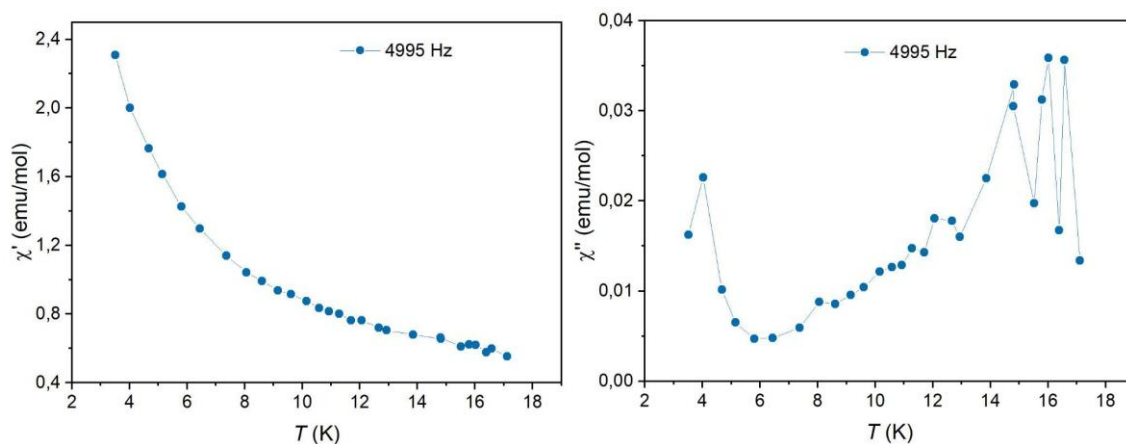 2,4
2,0
1,6
1,2
0,8
0,4
χ' (emu/mol)
4995 Hz
2 4 6 8 10 12 14 16 18
T (K)
0,04
0,03
0,02
0,01
0,00
χ'' (emu/mol)
4995 Hz
2 4 6 8 10 12 14 16 18
T (K)